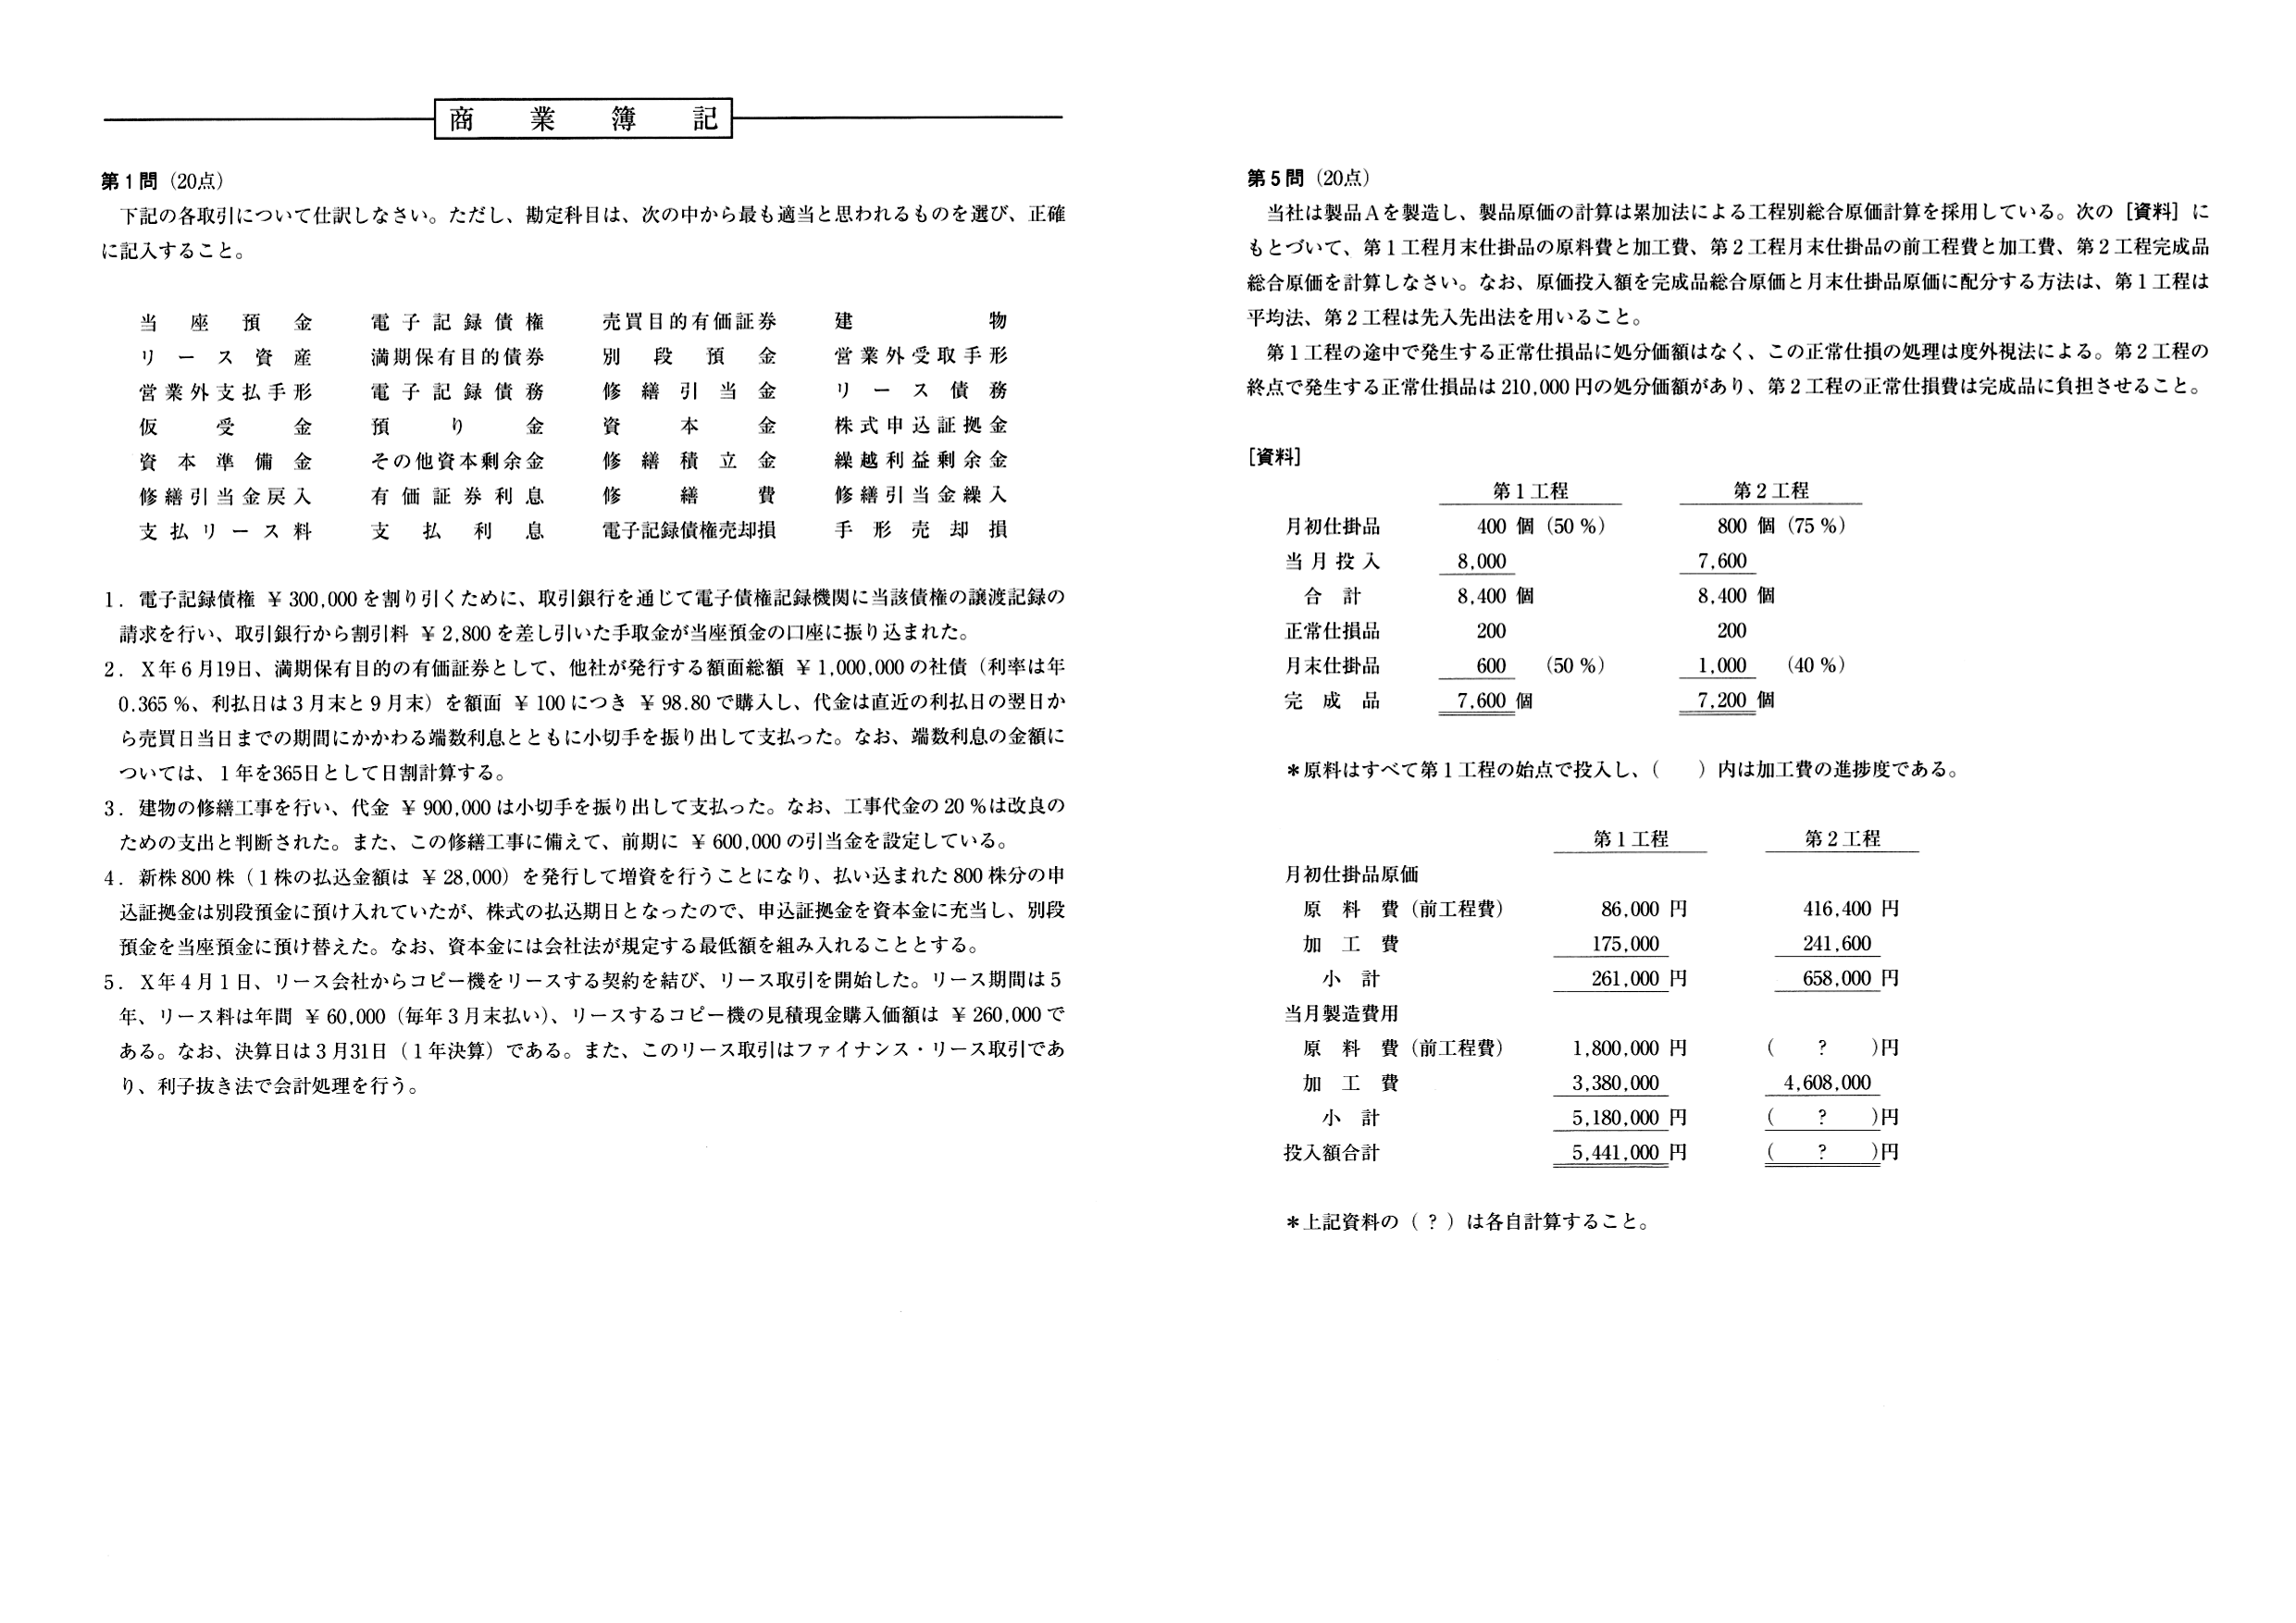 商業簿記
第1問（20点）
下記の各取引について仕訳しなさい。ただし、勘定科目は、次の中から最も適当と思われるものを選び、正確
に記入すること。
当座預金 電子記録債権 売買目的有価証券 建物
リース資産 満期保有目的債券 別段預金 営業外受取手形
営業外支払手形 電子記録債務 修繕引当金 リース債務
仮受金 預り金 資本金 株式申込証拠金
資本準備金 その他資本剰余金 修繕積立金 繰越利益剰余金
修繕引当金戻入 有価証券利息 修繕費 修繕引当金繰入
支払リース料 支払利息 電子記録債権売却損 手形売却損
1．電子記録債権 ￥300,000を割り引くために、取引銀行を通じて電子債権記録機関に当該債権の譲渡記録の
請求を行い、取引銀行から割引料 ￥2,800を差し引いた手取金が当座預金の口座に振り込まれた。
2．X年6月19日、満期保有目的の有価証券として、他社が発行する額面総額 ￥1,000,000の社債（利率は年
0.365％、利払日は3月末と9月末）を額面 ￥100につき ￥98.80で購入し、代金は直近の利払日の翌日か
ら売買日当日までの期間にかかわる端数利息とともに小切手を振り出して支払った。なお、端数利息の金額に
ついては、1年を365日として日割計算する。
3．建物の修繕工事を行い、代金 ￥900,000は小切手を振り出して支払った。なお、工事代金の20％は改良の
ための支出と判断された。また、この修繕工事に備えて、前期に ￥600,000の引当金を設定している。
4．新株800株（1株の払込金額は ￥28,000）を発行して増資を行うことになり、払い込まれた800株分の申
込証拠金は別段預金に預け入れていたが、株式の払込期日となったので、申込証拠金を資本金に充当し、別段
預金を当座預金に預け替えた。なお、資本金には会社法が規定する最低額を組み入れることとする。
5．X年4月1日、リース会社からコピー機をリースする契約を結び、リース取引を開始した。リース期間は5
年、リース料は年間 ￥60,000（毎年3月末払い）、リースするコピー機の見積現金購入価額は ￥260,000で
ある。なお、決算日は3月31日（1年決算）である。また、このリース取引はファイナンス・リース取引であ
り、利子抜き法で会計処理を行う。
第5問（20点）
当社は製品Aを製造し、製品原価の計算は累加法による工程別総合原価計算を採用している。次の［資料］に
もとづいて、第1工程月末仕掛品の原料費と加工費、第2工程月末仕掛品の前工程費と加工費、第2工程完成品
総合原価を計算しなさい。なお、原価投入額を完成品総合原価と月末仕掛品原価に配分する方法は、第1工程は
平均法、第2工程は先入先出法を用いること。
第1工程の途中で発生する正常仕損品に処分価額はなく、この正常仕損の処理は度外視法による。第2工程の
終点で発生する正常仕損品は210,000円の処分価額があり、第2工程の正常仕損費は完成品に負担させること。
［資料］
第1工程 第2工程
月初仕掛品 400個（50％） 800個（75％）
当月投入 8,000 7,600
合計 8,400個 8,400個
正常仕損品 200 200
月末仕掛品 600（50％） 1,000（40％）
完成品 7,600個 7,200個
＊原料はすべて第1工程の始点で投入し、（　）内は加工費の進捗度である。
第1工程 第2工程
月初仕掛品原価
原料費（前工程費） 86,000円 416,400円
加工費 175,000 241,600
小計 261,000円 658,000円
当月製造費用
原料費（前工程費） 1,800,000円 （ ? ）円
加工費 3,380,000 4,608,000
小計 5,180,000円 （ ? ）円
投入額合計 5,441,000円 （ ? ）円
＊上記資料の（ ? ）は各自計算すること。